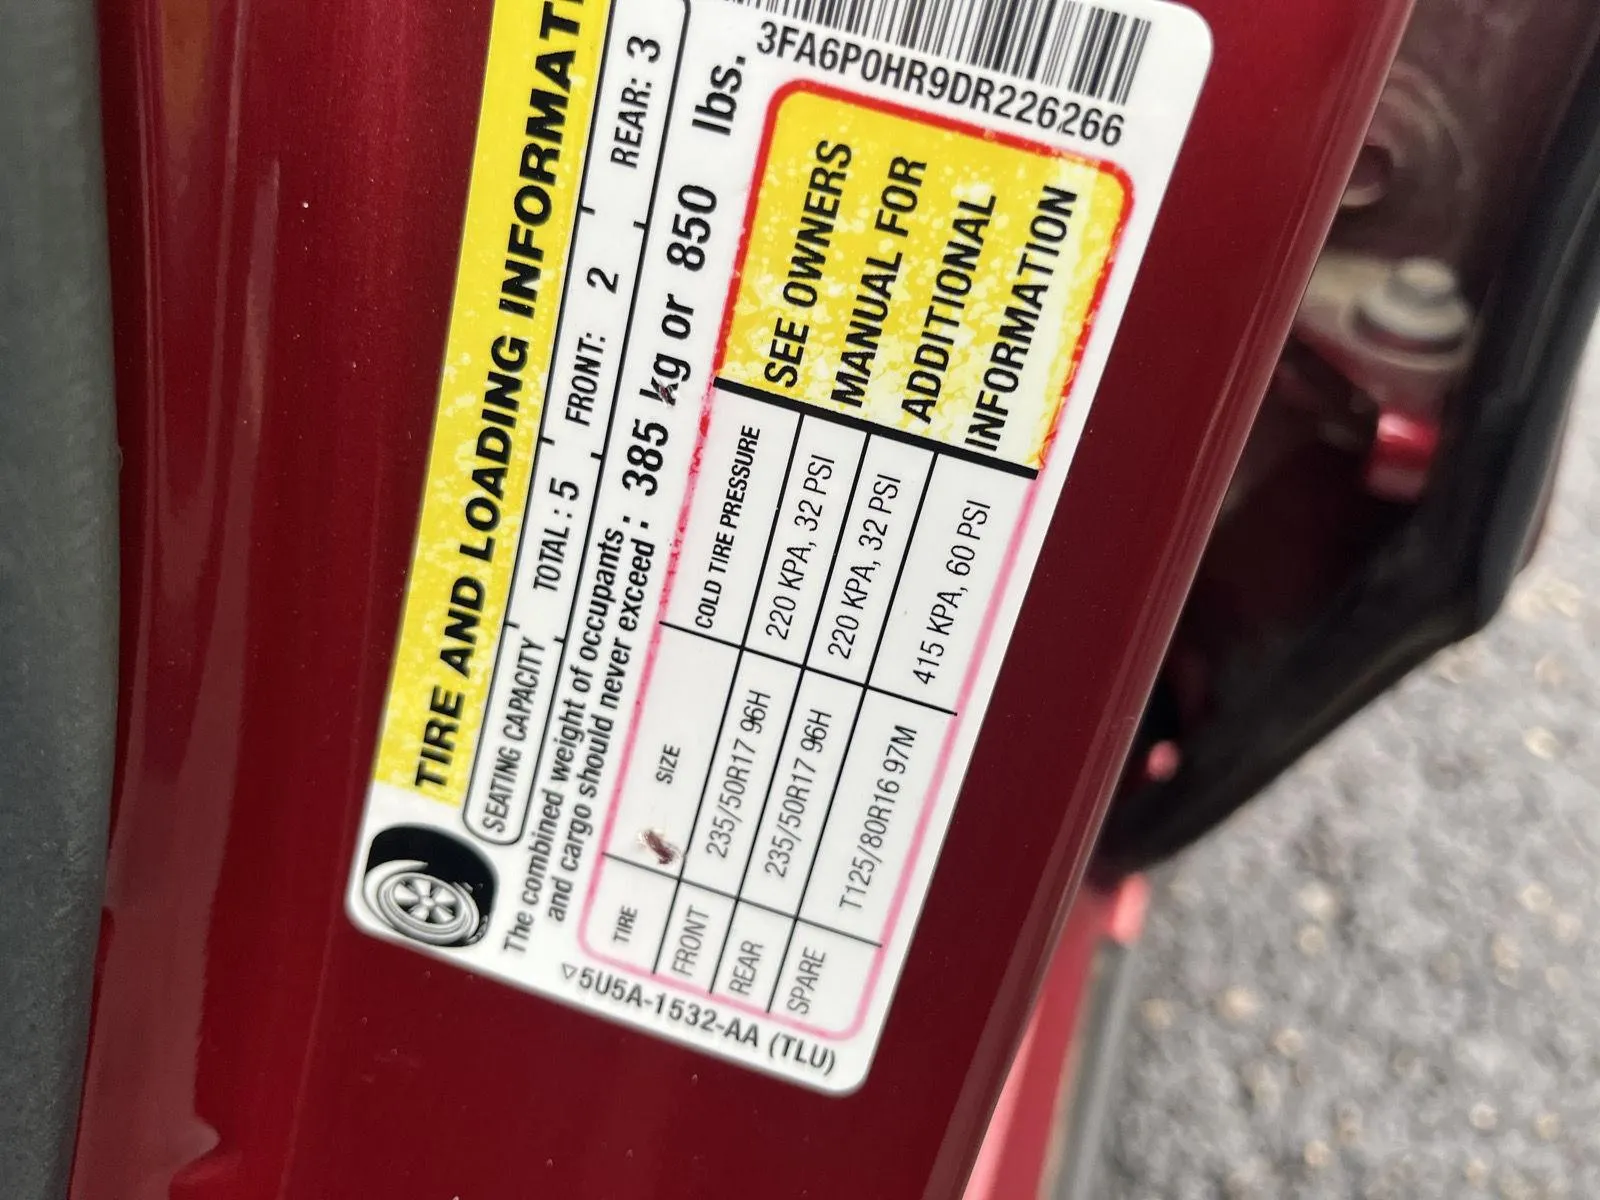 3FA6P0HR9DR226266
TIRE AND LOADING INFORMATI
SEATING CAPACITY TOTAL : 5 FRONT: 2 REAR: 3
The combined weight of occupants
and cargo should never exceed : 385 kg or 850 lbs.
TIRE SIZE COLD TIRE PRESSURE
FRONT 235/50R17 96H 220 KPA, 32 PSI
REAR 235/50R17 96H 220 KPA, 32 PSI
SPARE T125/80R16 97M 415 KPA, 60 PSI
SEE OWNERS
MANUAL FOR
ADDITIONAL
INFORMATION
5U5A-1532-AA (TLU)